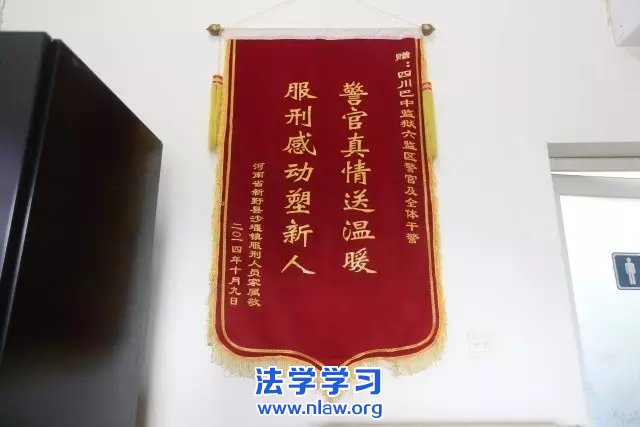 赠：四川巴中监狱六监区警官及全体干警
警官真情送温暖
服刑感动塑新人
河南省新野县沙堰镇服刑人员家属敬
二〇一四年十月九日
法学学习
www.nlaw.org